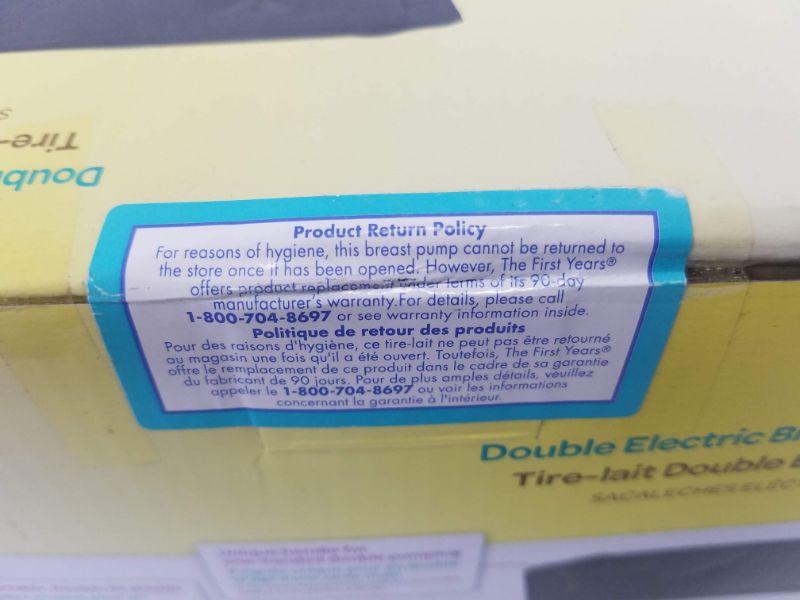 Tire-
Doub
Product Return Policy
For reasons of hygiene, this breast pump cannot be returned to
the store once it has been opened. However, The First Years®
offers product replacement under terms of its 90-day
manufacturer's warranty.For details, please call
1-800-704-8697 or see warranty information inside.
Politique de retour des produits
Pour des raisons d'hygiène, ce tire-lait ne peut pas être retourné
au magasin une fois qu'il a été ouvert. Toutefois, The First Years®
offre le remplacement de ce produit dans le cadre de sa garantie
du fabricant de 90 jours. Pour de plus amples détails, veuillez
appeler le 1-800-704-8697 ou voir les informations
concernant la garantie à l'intérieur.
Double Electric B
Tire-lait Double
SACALECHES ELÉC